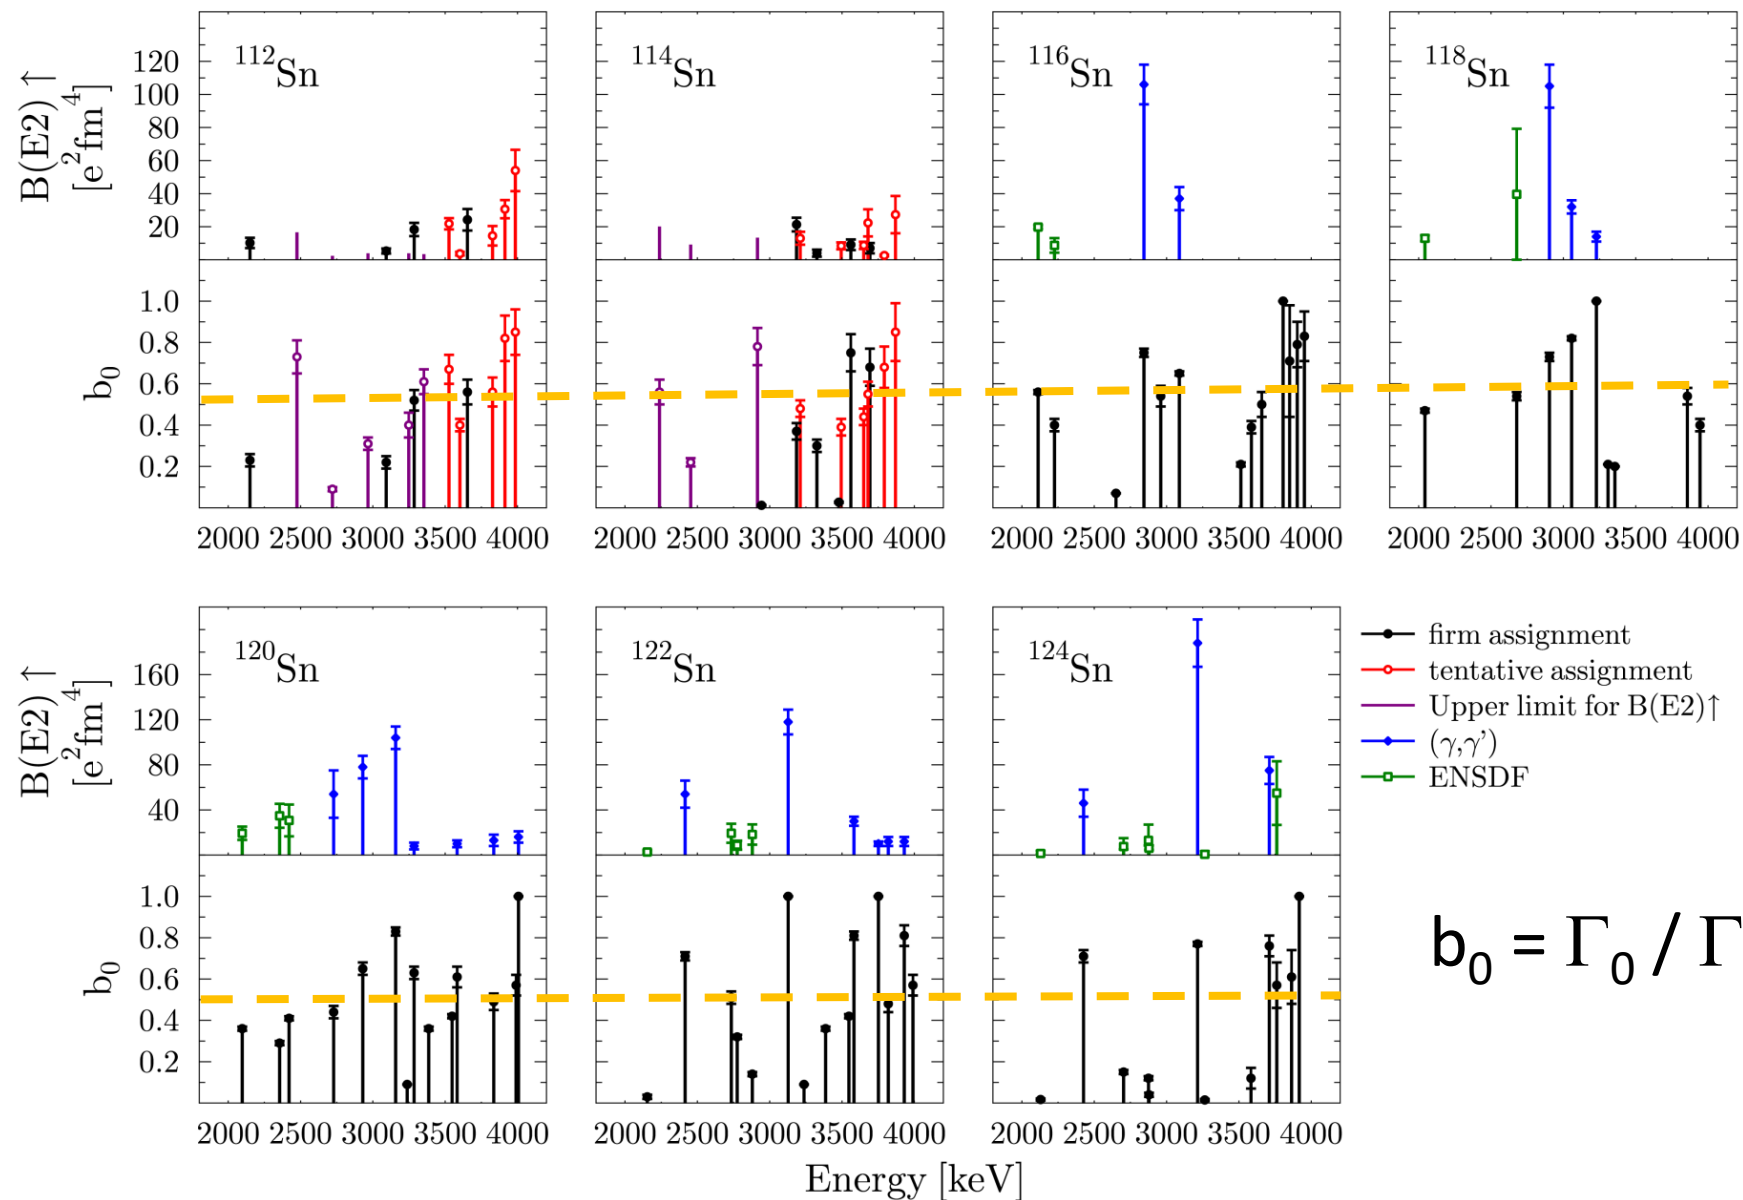 B(E2)↑
[e²fm⁴]
120
100
80
60
40
20
¹¹²Sn
¹¹⁴Sn
¹¹⁶Sn
¹¹⁸Sn
b₀
1.0
0.8
0.6
0.4
0.2
2000 2500 3000 3500 4000
2000 2500 3000 3500 4000
2000 2500 3000 3500 4000
2000 2500 3000 3500 4000
B(E2)↑
[e²fm⁴]
160
120
80
40
¹²⁰Sn
¹²²Sn
¹²⁴Sn
firm assignment
tentative assignment
Upper limit for B(E2)↑
(γ,γ')
ENSDF
b₀
1.0
0.8
0.6
0.4
0.2
b₀ = Γ₀ / Γ
2000 2500 3000 3500 4000
2000 2500 3000 3500 4000
2000 2500 3000 3500 4000
Energy [keV]